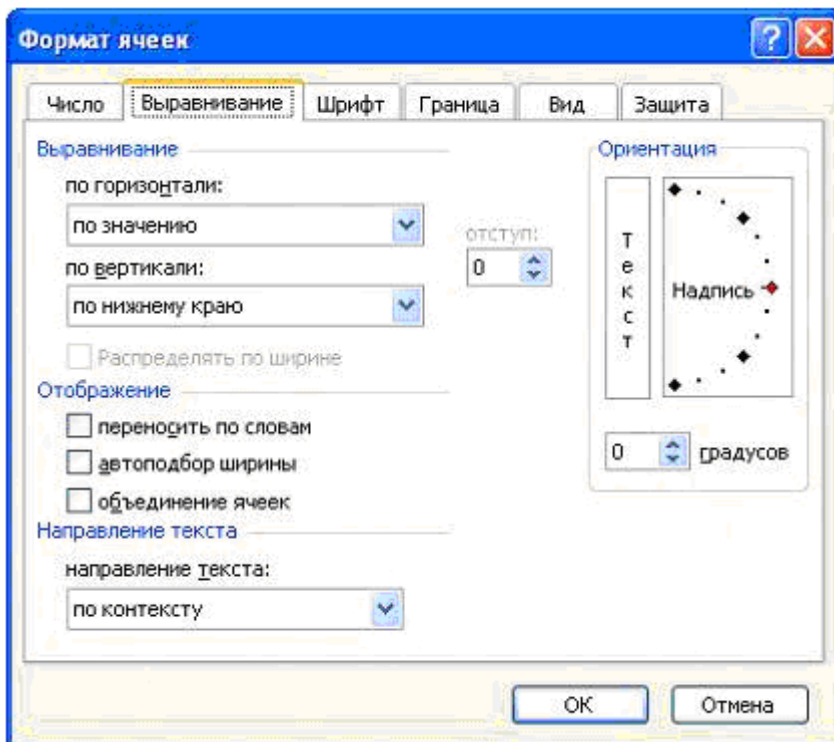 Формат ячеек
Число Выравнивание Шрифт Граница Вид Защита
Выравнивание
по горизонтали:
по значению
отступ:
0
по вертикали:
по нижнему краю
Распределять по ширине
Отображение
переносить по словам
автоподбор ширины
объединение ячеек
Направление текста
направление текста:
по контексту
Ориентация
Текст
Надпись
0 градусов
ОК Отмена